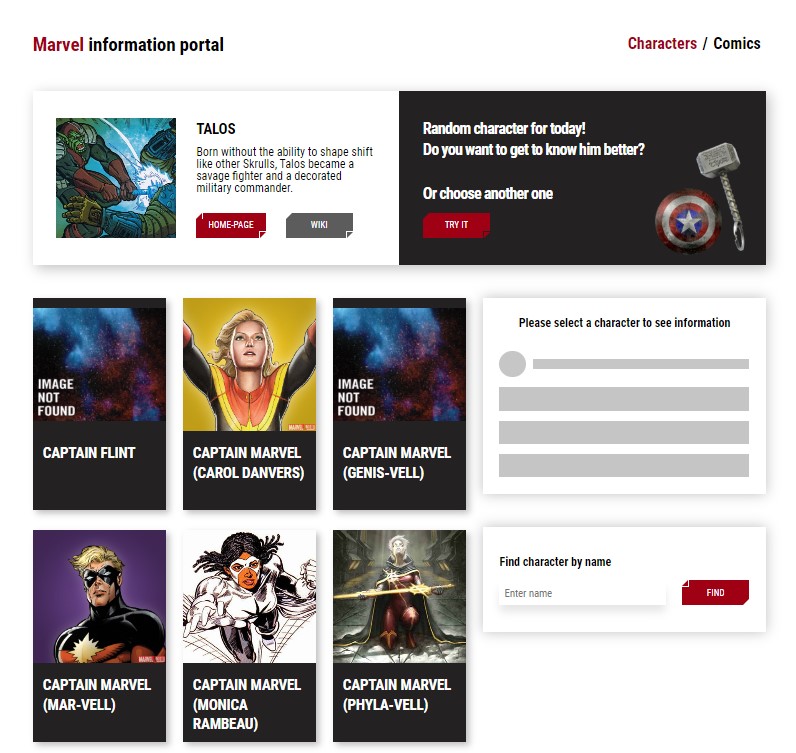 Marvel information portal
Characters / Comics
TALOS
Born without the ability to shape shift
like other Skrulls, Talos became a
savage fighter and a decorated
military commander.
HOME-PAGE
WIKI
Random character for today!
Do you want to get to know him better?
Or choose another one
TRY IT
IMAGE
NOT
FOUND
CAPTAIN FLINT
CAPTAIN MARVEL
(CAROL DANVERS)
IMAGE
NOT
FOUND
CAPTAIN MARVEL
(GENIS-VELL)
Please select a character to see information
CAPTAIN MARVEL
(MAR-VELL)
CAPTAIN MARVEL
(MONICA
RAMBEAU)
CAPTAIN MARVEL
(PHYLA-VELL)
Find character by name
Enter name
FIND